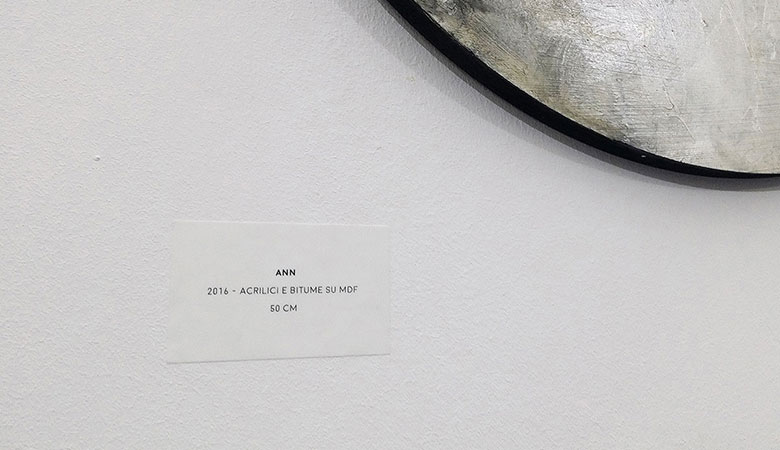 ANN
2016 - ACRILICI E BITUME SU MDF
50 CM